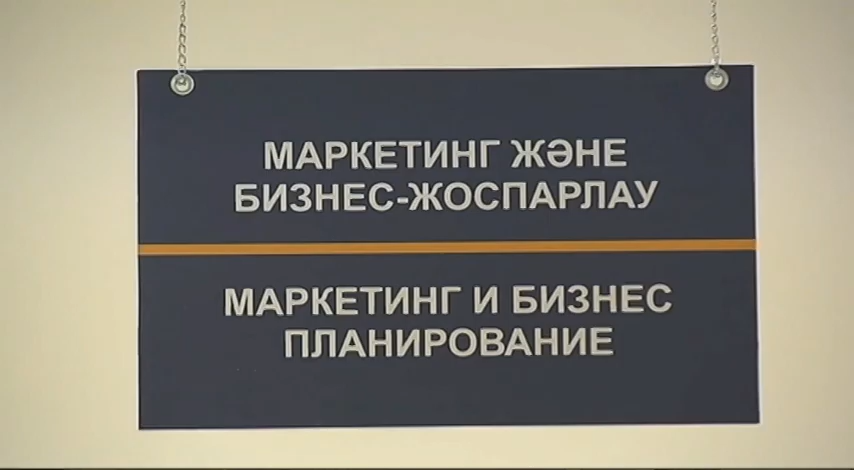 МАРКЕТИНГ ЖӘНЕ
БИЗНЕС-ЖОСПАРЛАУ
МАРКЕТИНГ И БИЗНЕС
ПЛАНИРОВАНИЕ